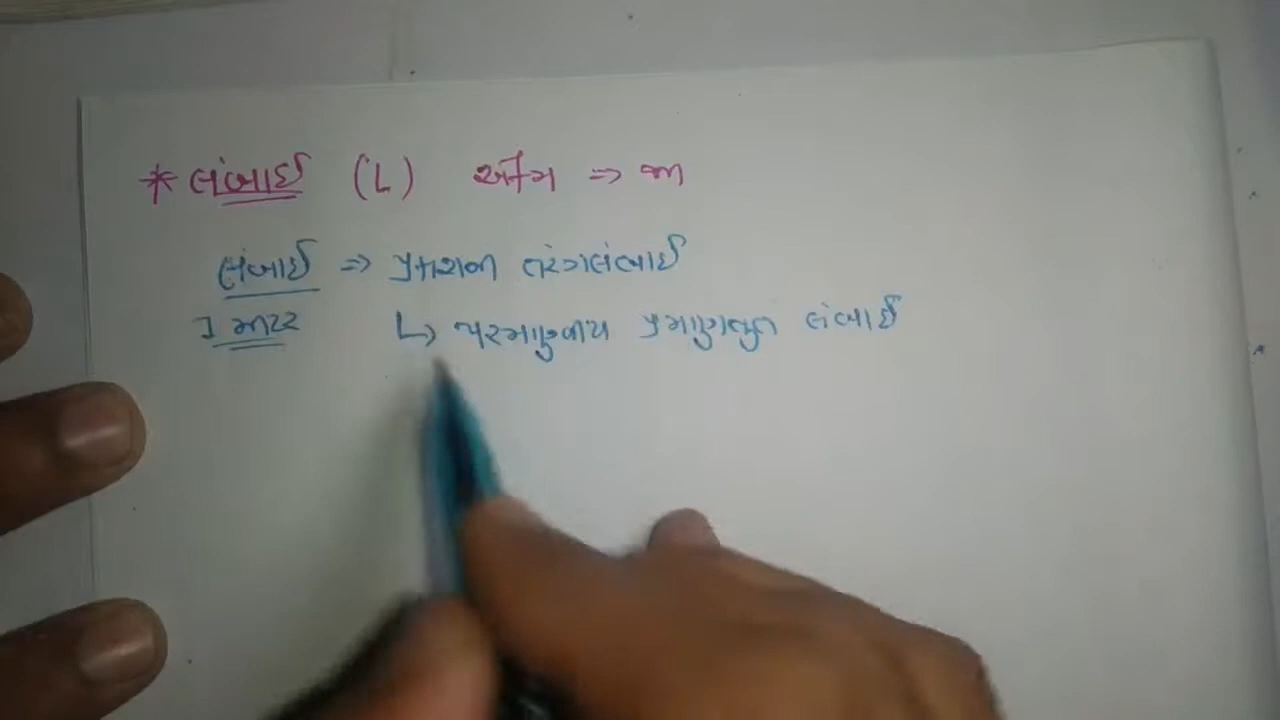 * લંબાઈ (L) એકમ => m
લંબાઈ => પ્રકાશના તરંગલંબાઈ
1 મીટર ↳ પરમાણ્વીય પ્રમાણભૂત લંબાઈ